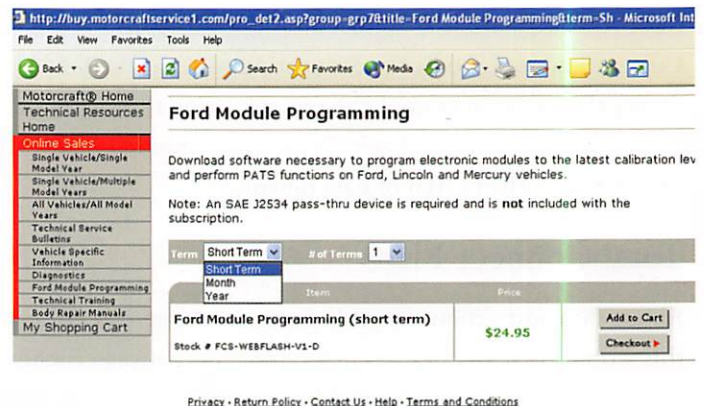 http://buy.motorcraftservice1.com/pro_det2.asp?group=grp7&title=Ford Module Programming&term=Sh - Microsoft Int
File Edit View Favorites Tools Help
Back Search Favorites Media
Motorcraft® Home
Technical Resources
Home
Online Sales
Single Vehicle/Single
Model Year
Single Vehicle/Multiple
Model Years
All Vehicles/All Model
Years
Technical Service
Bulletins
Vehicle Specific
Information
Diagnostics
Ford Module Programming
Technical Training
Body Repair Manuals
My Shopping Cart
Ford Module Programming
Download software necessary to program electronic modules to the latest calibration lev
and perform PATS functions on Ford, Lincoln and Mercury vehicles.
Note: An SAE J2534 pass-thru device is required and is not included with the
subscription.
Term Short Term # of Terms 1
Short Term
Month
Year
Item Price
Ford Module Programming (short term)
Stock # FCS-WEBFLASH-V1-D
$24.95
Add to Cart
Checkout
Privacy • Return Policy • Contact Us • Help • Terms and Conditions